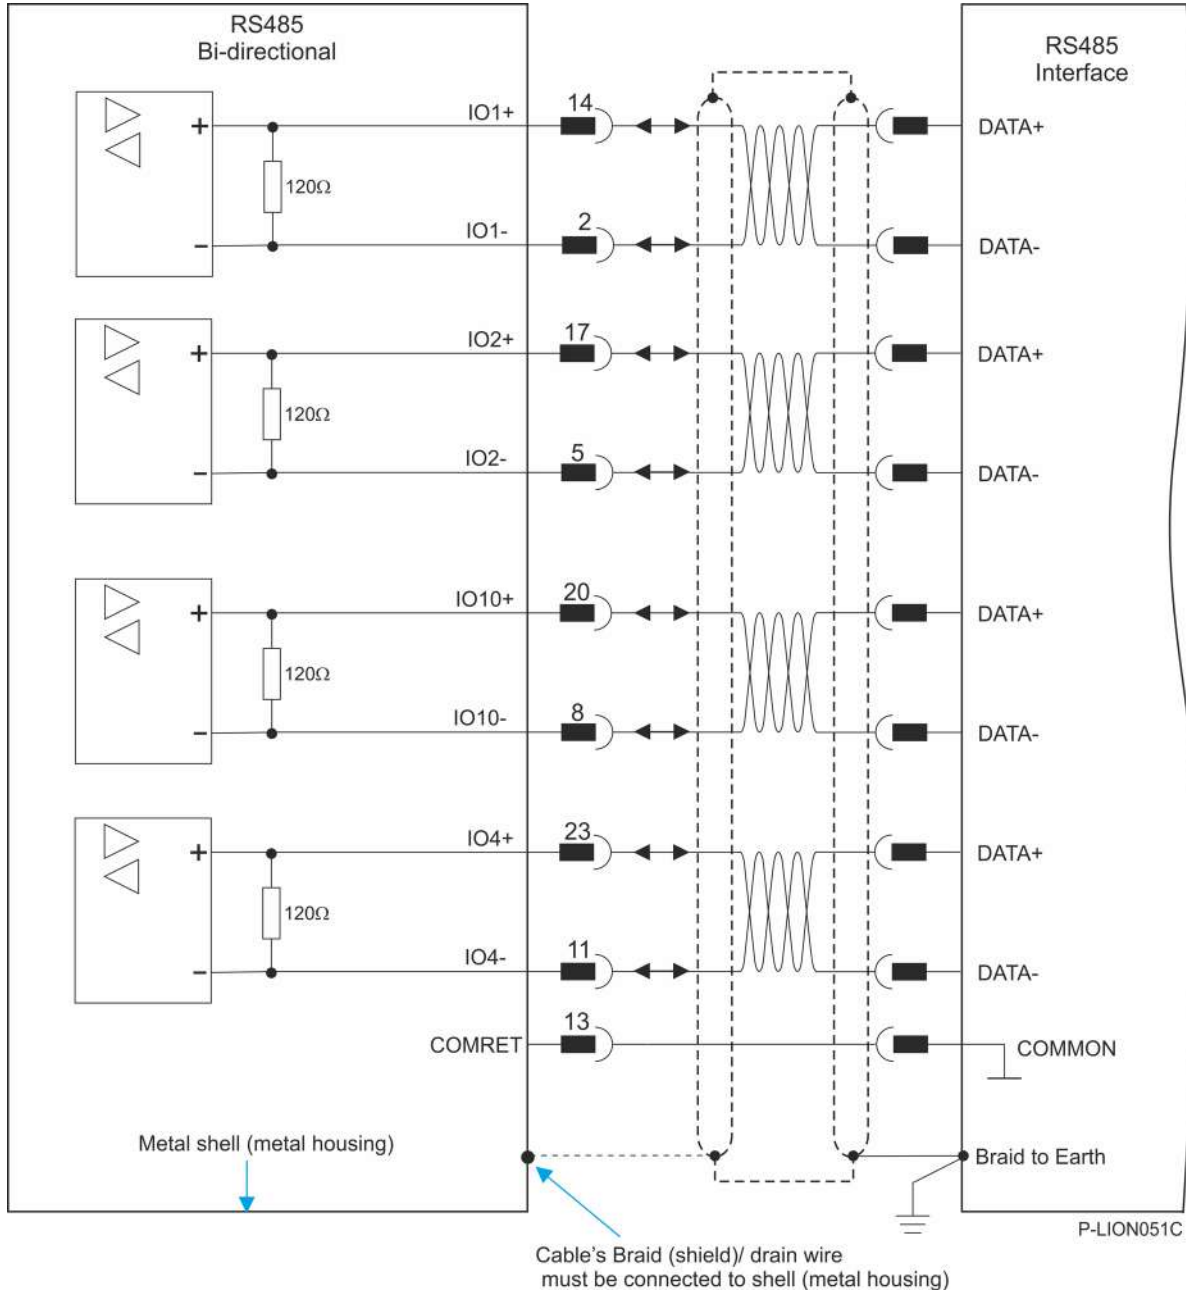 RS485
Bi-directional
RS485
Interface
IO1+
14
DATA+
+
120Ω
IO1-
2
DATA-
−
IO2+
17
DATA+
+
120Ω
IO2-
5
DATA-
−
IO10+
20
DATA+
+
120Ω
IO10-
8
DATA-
−
IO4+
23
DATA+
+
120Ω
IO4-
11
DATA-
−
COMRET
13
COMMON
Metal shell (metal housing)
Braid to Earth
P-LION051C
Cable's Braid (shield)/ drain wire
must be connected to shell (metal housing)